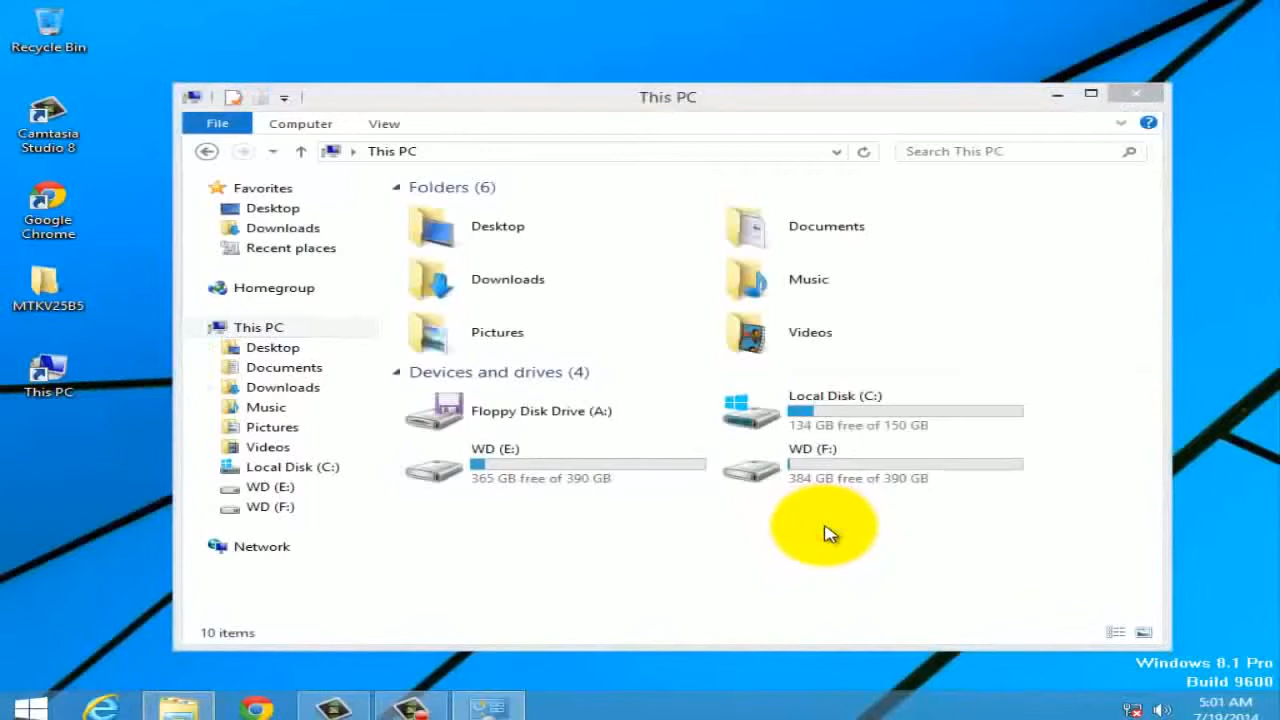 Recycle Bin
Camtasia
Studio 8
Google
Chrome
MTKV25B5
This PC
This PC
File
Computer
View
This PC
Search This PC
Favorites
Desktop
Downloads
Recent places
Homegroup
This PC
Desktop
Documents
Downloads
Music
Pictures
Videos
Local Disk (C:)
WD (E:)
WD (F:)
Network
Folders (6)
Desktop
Documents
Downloads
Music
Pictures
Videos
Devices and drives (4)
Floppy Disk Drive (A:)
Local Disk (C:)
134 GB free of 150 GB
WD (E:)
365 GB free of 390 GB
WD (F:)
384 GB free of 390 GB
10 items
Windows 8.1 Pro
Build 9600
5:01 AM
7/19/2014